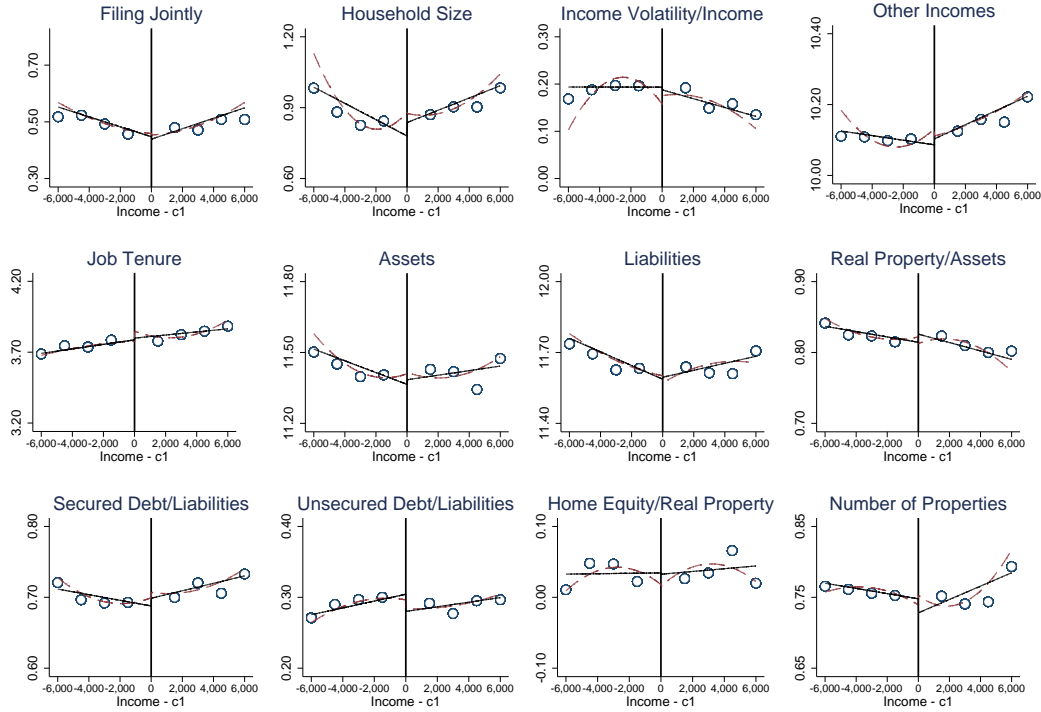 Filing Jointly
0.70
0.50
0.30
-6,000 -4,000 -2,000 0 2,000 4,000 6,000
Income - c1
Household Size
1.20
0.90
0.60
-6,000 -4,000 -2,000 0 2,000 4,000 6,000
Income - c1
Income Volatility/Income
0.30
0.20
0.10
0.00
-6,000 -4,000 -2,000 0 2,000 4,000 6,000
Income - c1
Other Incomes
10.40
10.20
10.00
-6,000 -4,000 -2,000 0 2,000 4,000 6,000
Income - c1
Job Tenure
4.20
3.70
3.20
-6,000 -4,000 -2,000 0 2,000 4,000 6,000
Income - c1
Assets
11.80
11.50
11.20
-6,000 -4,000 -2,000 0 2,000 4,000 6,000
Income - c1
Liabilities
12.00
11.70
11.40
-6,000 -4,000 -2,000 0 2,000 4,000 6,000
Income - c1
Real Property/Assets
0.90
0.80
0.70
-6,000 -4,000 -2,000 0 2,000 4,000 6,000
Income - c1
Secured Debt/Liabilities
0.80
0.70
0.60
-6,000 -4,000 -2,000 0 2,000 4,000 6,000
Income - c1
Unsecured Debt/Liabilities
0.40
0.30
0.20
-6,000 -4,000 -2,000 0 2,000 4,000 6,000
Income - c1
Home Equity/Real Property
0.10
0.00
-0.10
-6,000 -4,000 -2,000 0 2,000 4,000 6,000
Income - c1
Number of Properties
0.85
0.75
0.65
-6,000 -4,000 -2,000 0 2,000 4,000 6,000
Income - c1